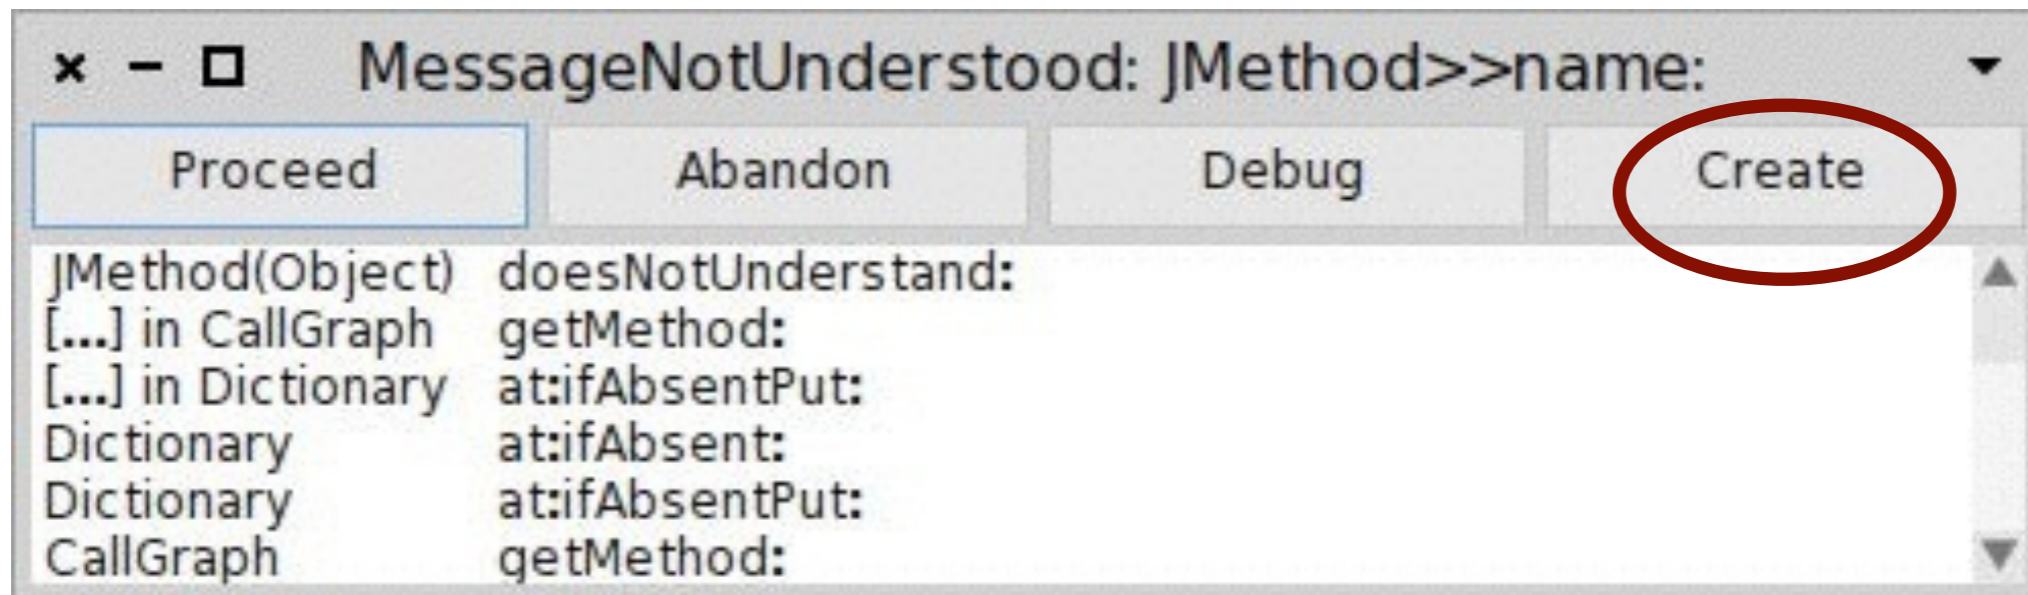 MessageNotUnderstood: JMethod>>name:
Proceed Abandon Debug Create
JMethod(Object) doesNotUnderstand:
[...] in CallGraph getMethod:
[...] in Dictionary at:ifAbsentPut:
Dictionary at:ifAbsent:
Dictionary at:ifAbsentPut:
CallGraph getMethod: